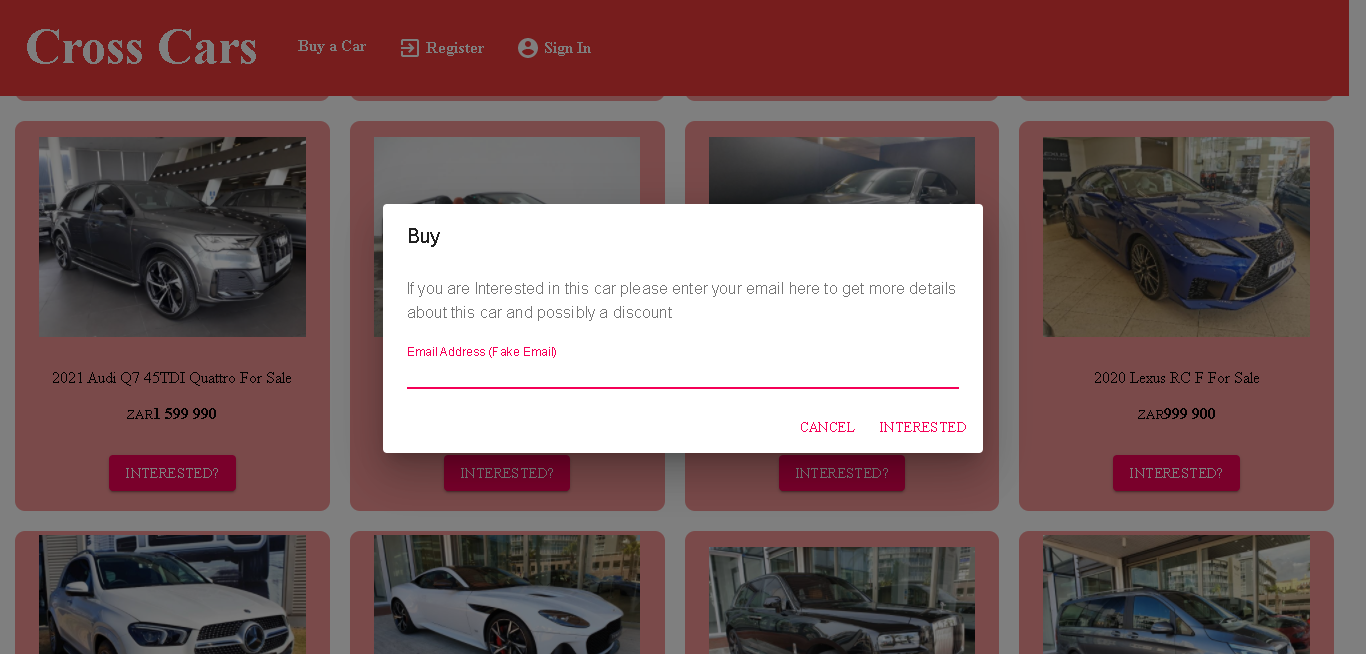 Cross Cars
Buy a Car
Register
Sign In
Buy
If you are Interested in this car please enter your email here to get more details
about this car and possibly a discount
Email Address (Fake Email)
CANCEL
INTERESTED
2021 Audi Q7 45TDI Quattro For Sale
ZAR1 599 990
INTERESTED?
INTERESTED?
INTERESTED?
2020 Lexus RC F For Sale
ZAR999 900
INTERESTED?